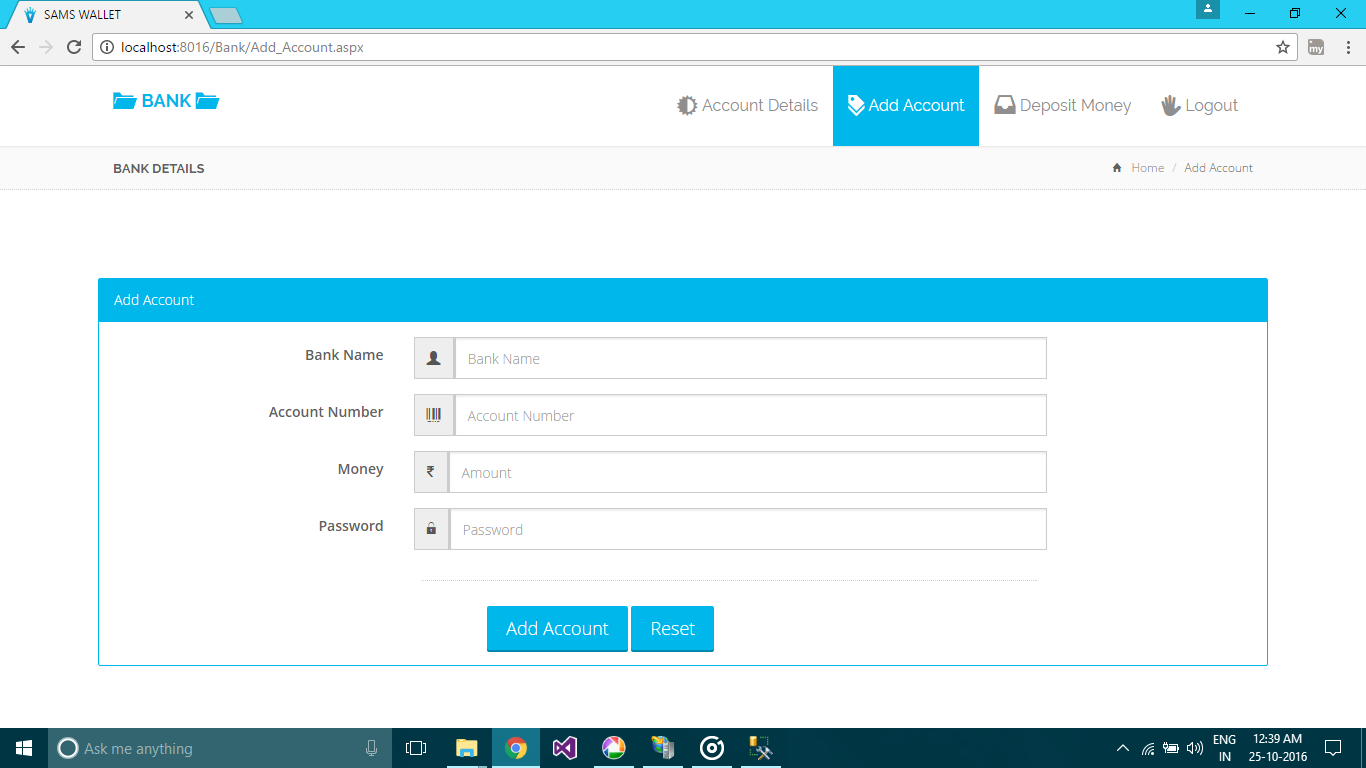 SAMS WALLET
localhost:8016/Bank/Add_Account.aspx
my
BANK
Account Details
Add Account
Deposit Money
Logout
BANK DETAILS
Home / Add Account
Add Account
Bank Name
Bank Name
Account Number
Account Number
Money
₹
Amount
Password
Password
Add Account
Reset
Ask me anything
ENG
IN
12:39 AM
25-10-2016